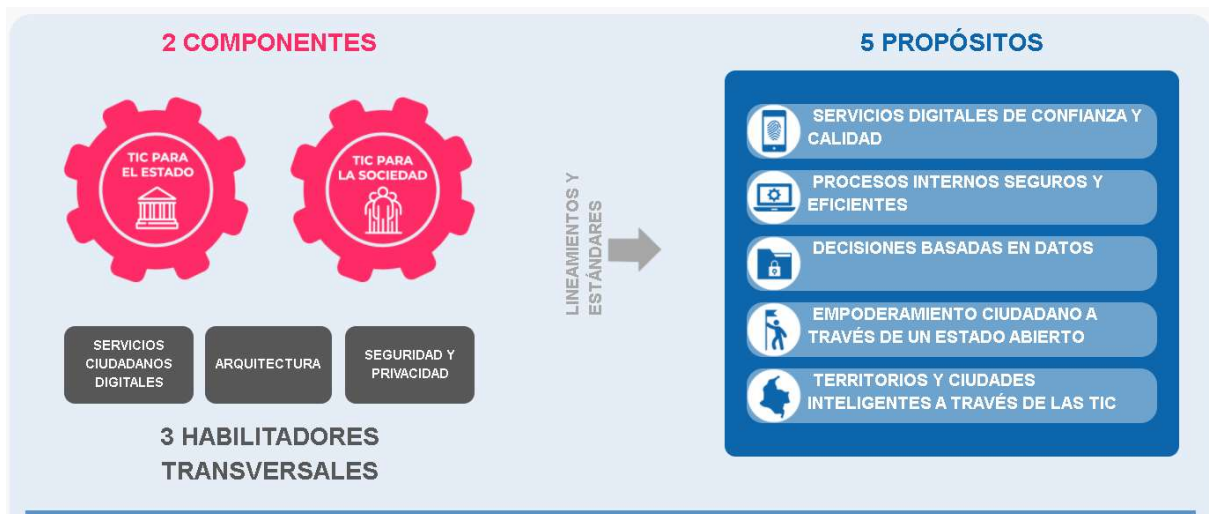 2 COMPONENTES
TIC PARA
EL ESTADO
TIC PARA
LA SOCIEDAD
SERVICIOS
CIUDADANOS
DIGITALES
ARQUITECTURA
SEGURIDAD Y
PRIVACIDAD
3 HABILITADORES
TRANSVERSALES
LINEAMIENTOS Y
ESTÁNDARES
5 PROPÓSITOS
SERVICIOS DIGITALES DE CONFIANZA Y
CALIDAD
PROCESOS INTERNOS SEGUROS Y
EFICIENTES
DECISIONES BASADAS EN DATOS
EMPODERAMIENTO CIUDADANO A
TRAVÉS DE UN ESTADO ABIERTO
TERRITORIOS Y CIUDADES
INTELIGENTES A TRAVÉS DE LAS TIC